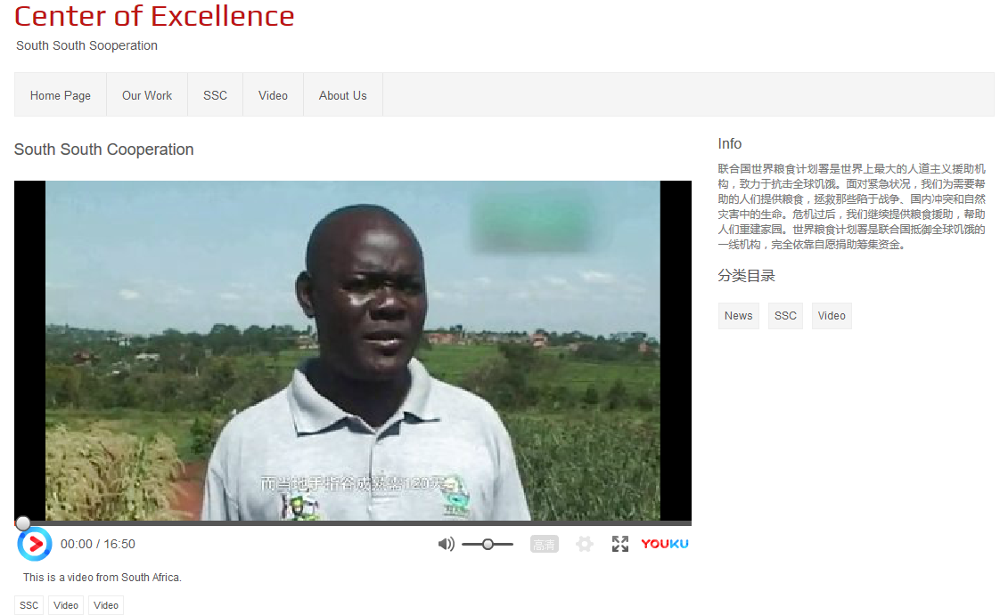 Center of Excellence
South South Sooperation
Home Page
Our Work
SSC
Video
About Us
South South Cooperation
而当地手指谷成熟需120天
00:00 / 16:50
高清
YOUKU
This is a video from South Africa.
SSC
Video
Video
Info
联合国世界粮食计划署是世界上最大的人道主义援助机
构，致力于抗击全球饥饿。面对紧急状况，我们为需要帮
助的人们提供粮食，拯救那些陷于战争、国内冲突和自然
灾害中的生命。危机过后，我们继续提供粮食援助，帮助
人们重建家园。世界粮食计划署是联合国抵御全球饥饿的
一线机构，完全依靠自愿捐助筹集资金。
分类目录
News
SSC
Video